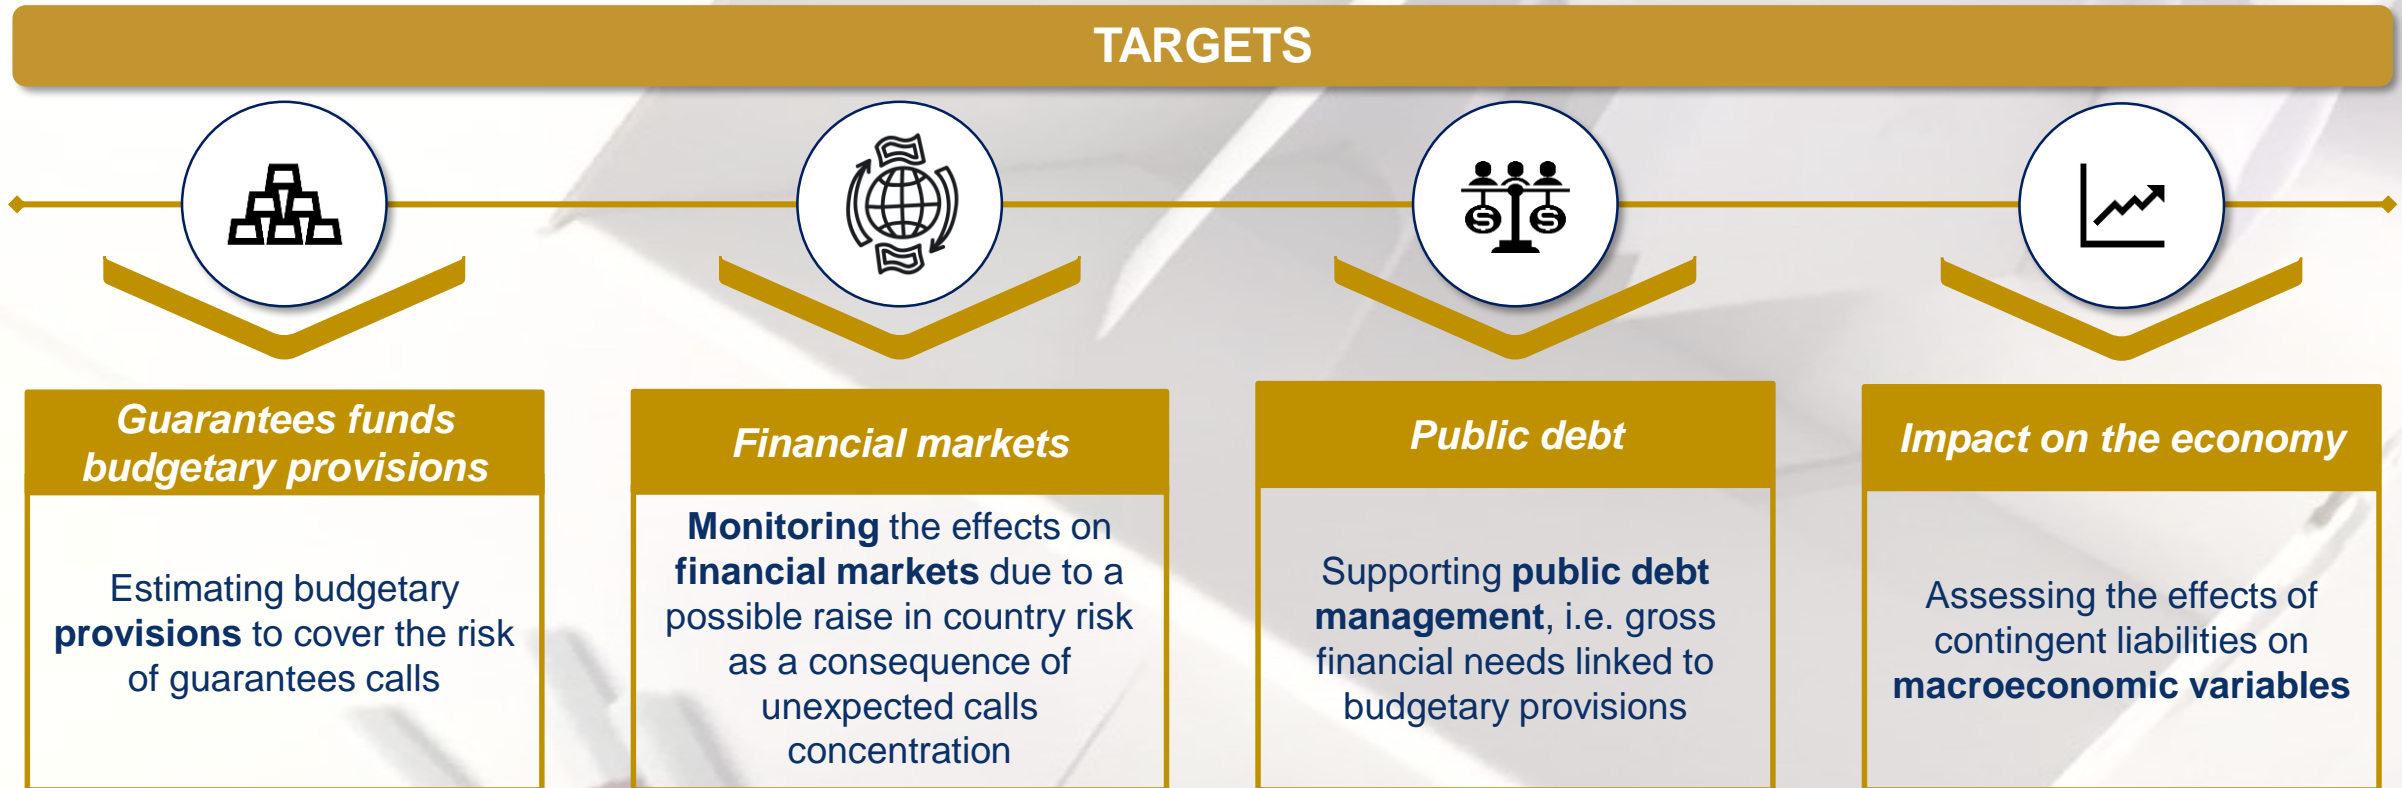 TARGETS
Guarantees funds
budgetary provisions
Estimating budgetary
provisions to cover the risk
of guarantees calls
Financial markets
Monitoring the effects on
financial markets due to a
possible raise in country risk
as a consequence of
unexpected calls
concentration
Public debt
Supporting public debt
management, i.e. gross
financial needs linked to
budgetary provisions
Impact on the economy
Assessing the effects of
contingent liabilities on
macroeconomic variables